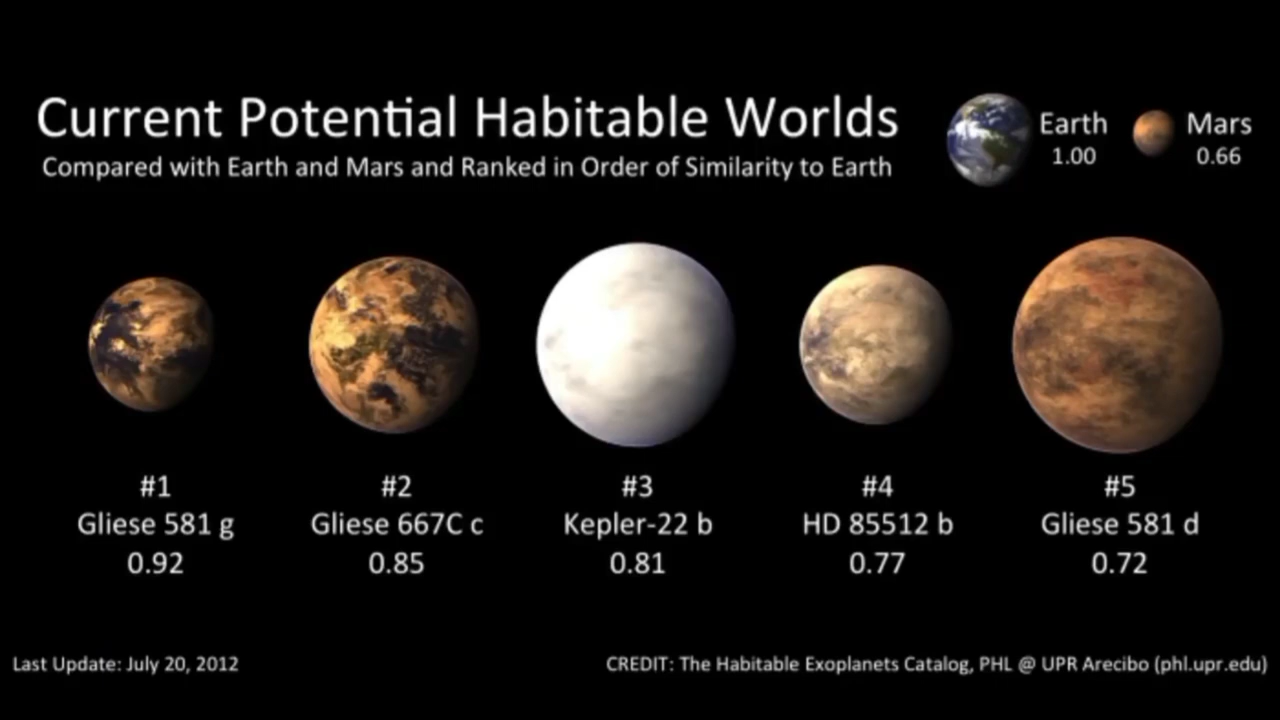 Current Potential Habitable Worlds
Compared with Earth and Mars and Ranked in Order of Similarity to Earth
Earth
1.00
Mars
0.66
#1
Gliese 581 g
0.92
#2
Gliese 667C c
0.85
#3
Kepler-22 b
0.81
#4
HD 85512 b
0.77
#5
Gliese 581 d
0.72
Last Update: July 20, 2012
CREDIT: The Habitable Exoplanets Catalog, PHL @ UPR Arecibo (phl.upr.edu)